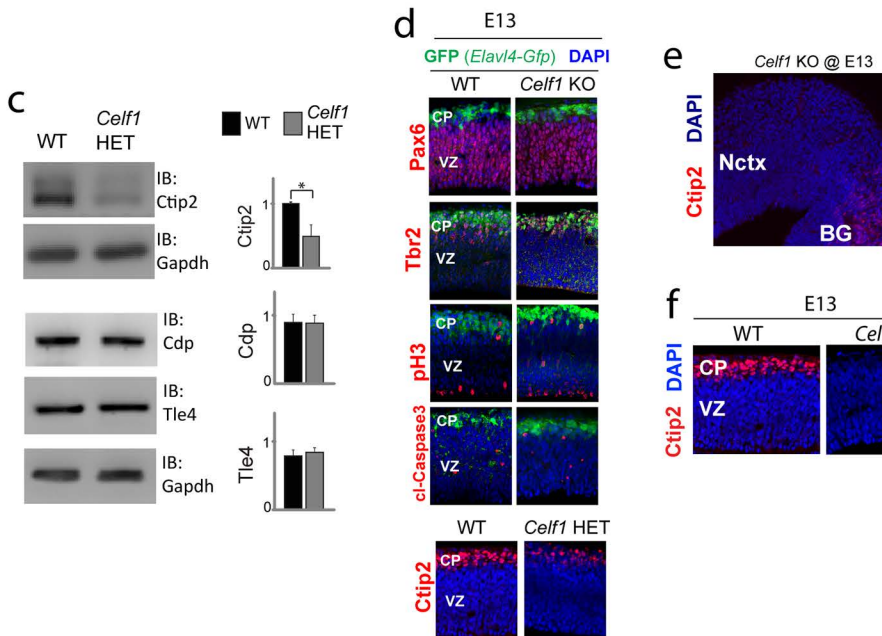 c
WT
Celf1
HET
IB:
Ctip2
IB:
Gapdh
IB:
Cdp
IB:
Tle4
IB:
Gapdh
WT
Celf1
HET
*
Ctip2
1
0
Cdp
1
0
Tle4
1
0
d
E13
GFP (Elavl4-Gfp) DAPI
WT
Celf1 KO
Pax6
CP
VZ
Tbr2
CP
VZ
pH3
CP
VZ
cl-Caspase3
CP
VZ
WT
Celf1 HET
Ctip2
CP
VZ
e
Celf1 KO @ E13
Ctip2 DAPI
Nctx
BG
f
E13
WT
Cel
Ctip2 DAPI
CP
VZ